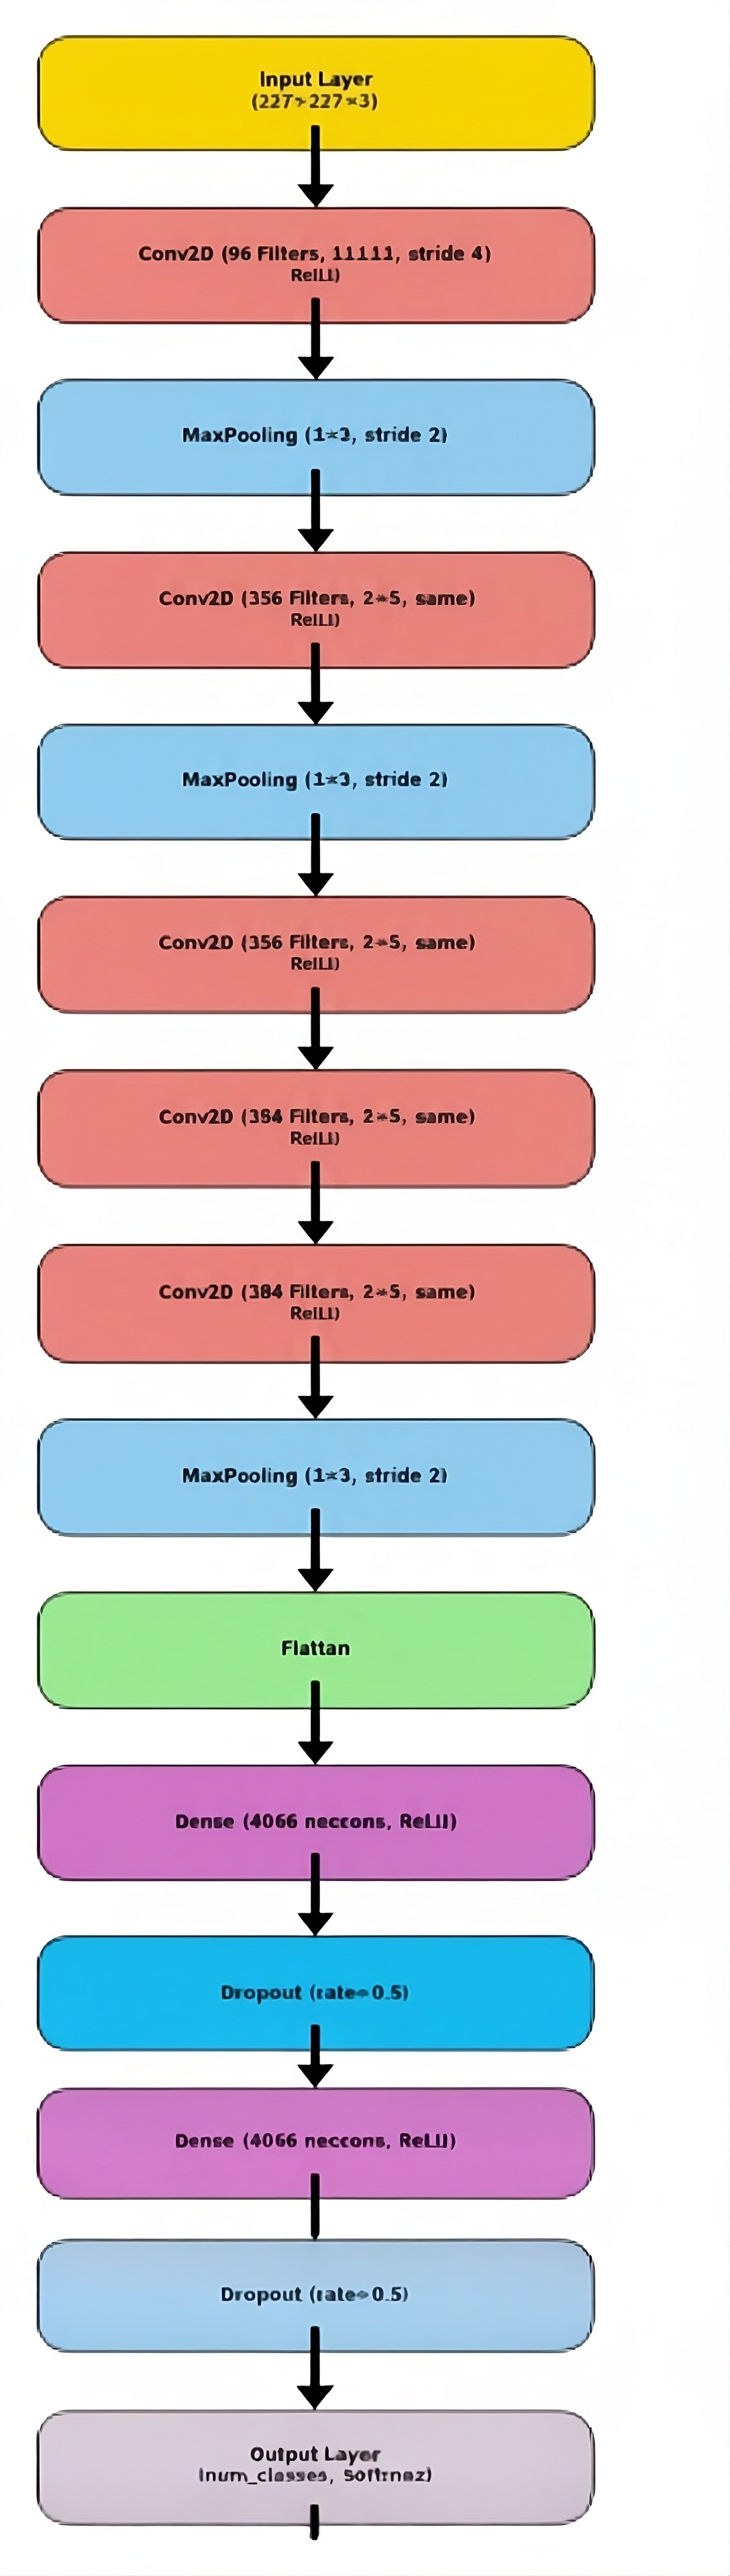 Input Layer
(227×227×3)
Conv2D (96 Filters, 11111, stride 4)
ReLU)
MaxPooling (1×3, stride 2)
Conv2D (356 Filters, 2×5, same)
ReLU)
MaxPooling (1×3, stride 2)
Conv2D (356 Filters, 2×5, same)
ReLU)
Conv2D (384 Filters, 2×5, same)
ReLU)
Conv2D (384 Filters, 2×5, same)
ReLU)
MaxPooling (1×3, stride 2)
Flattan
Dense (4066 neccons, ReLU)
Dropout (rate=0.5)
Dense (4066 neccons, ReLU)
Dropout (rate=0.5)
Output Layer
(num_classes,